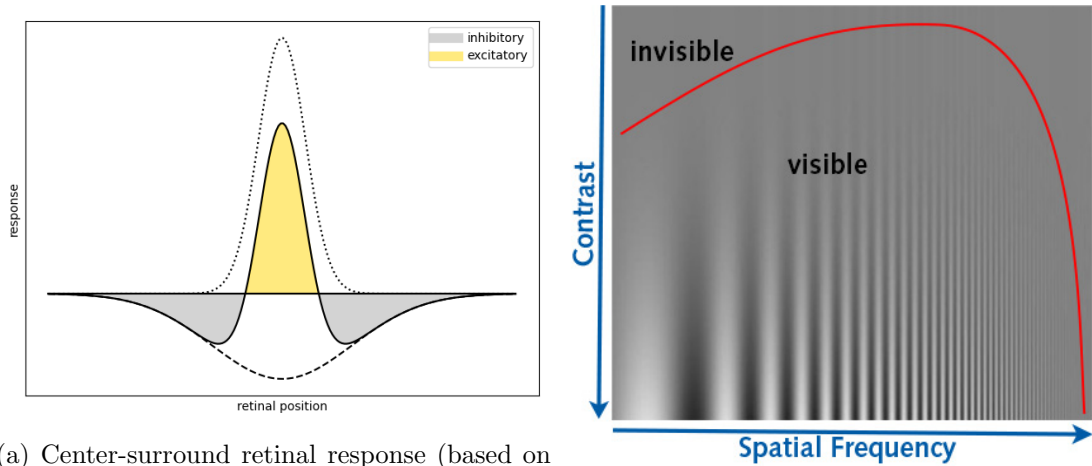 inhibitory
excitatory
response
retinal position
(a) Center-surround retinal response (based on
invisible
visible
Contrast
Spatial Frequency